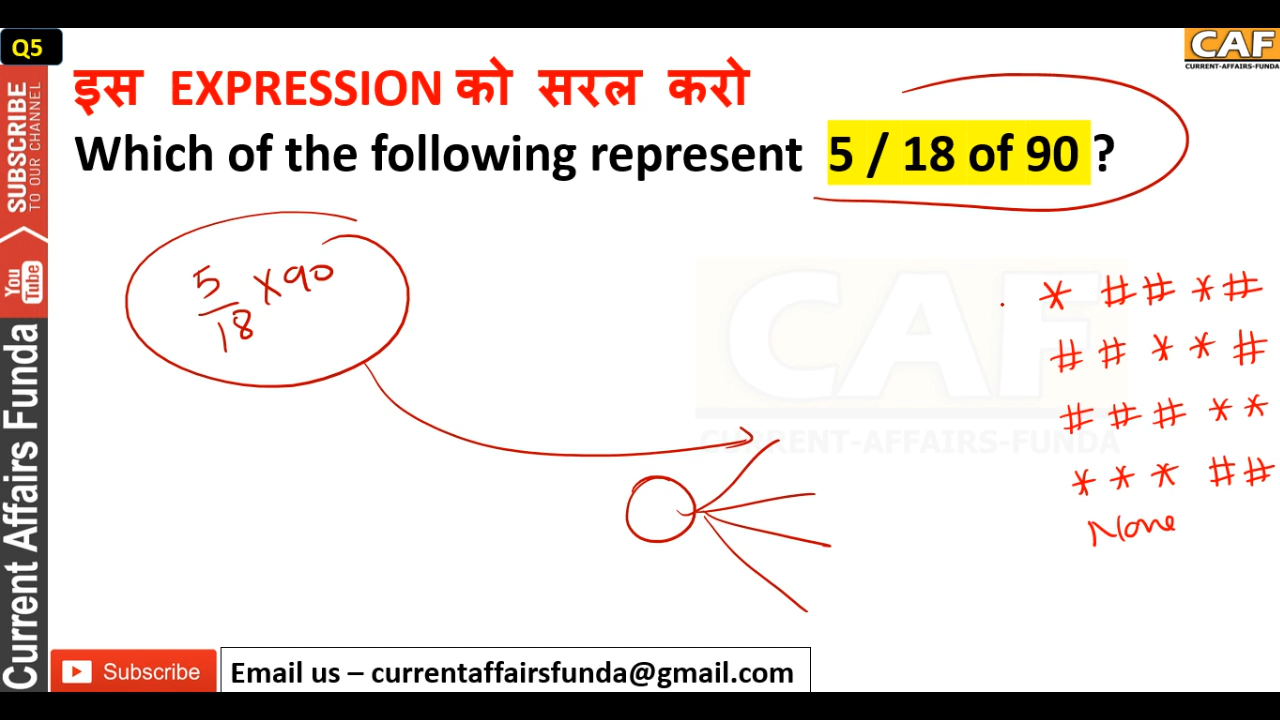 Q5
CAF
CURRENT-AFFAIRS-FUNDA
इस EXPRESSION को सरल करो
Which of the following represent 5 / 18 of 90 ?
SUBSCRIBE
TO OUR CHANNEL
You Tube
Current Affairs Funda
5/18 × 90
* # # * #
# # * * #
# # # * *
* * * # #
None
CAF
CURRENT-AFFAIRS-FUNDA
Subscribe
Email us – currentaffairsfunda@gmail.com